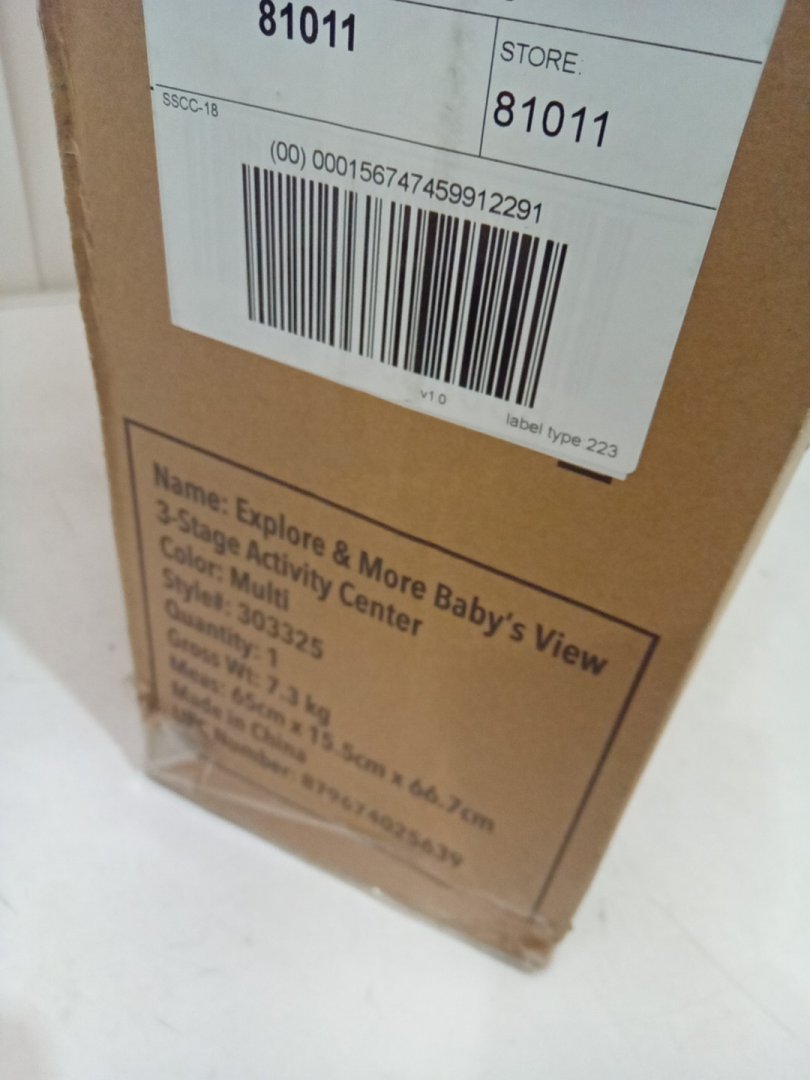 81011
STORE:
81011
SSCC-18
(00) 000156747459912291
v1 0
label type 223
Name: Explore & More Baby's View
3-Stage Activity Center
Color: Multi
Style#: 303325
Quantity: 1
Gross Wt: 7.3 kg
Meas: 65cm x 15.5cm x 66.7cm
Made in China
UPC Number: 879674025639